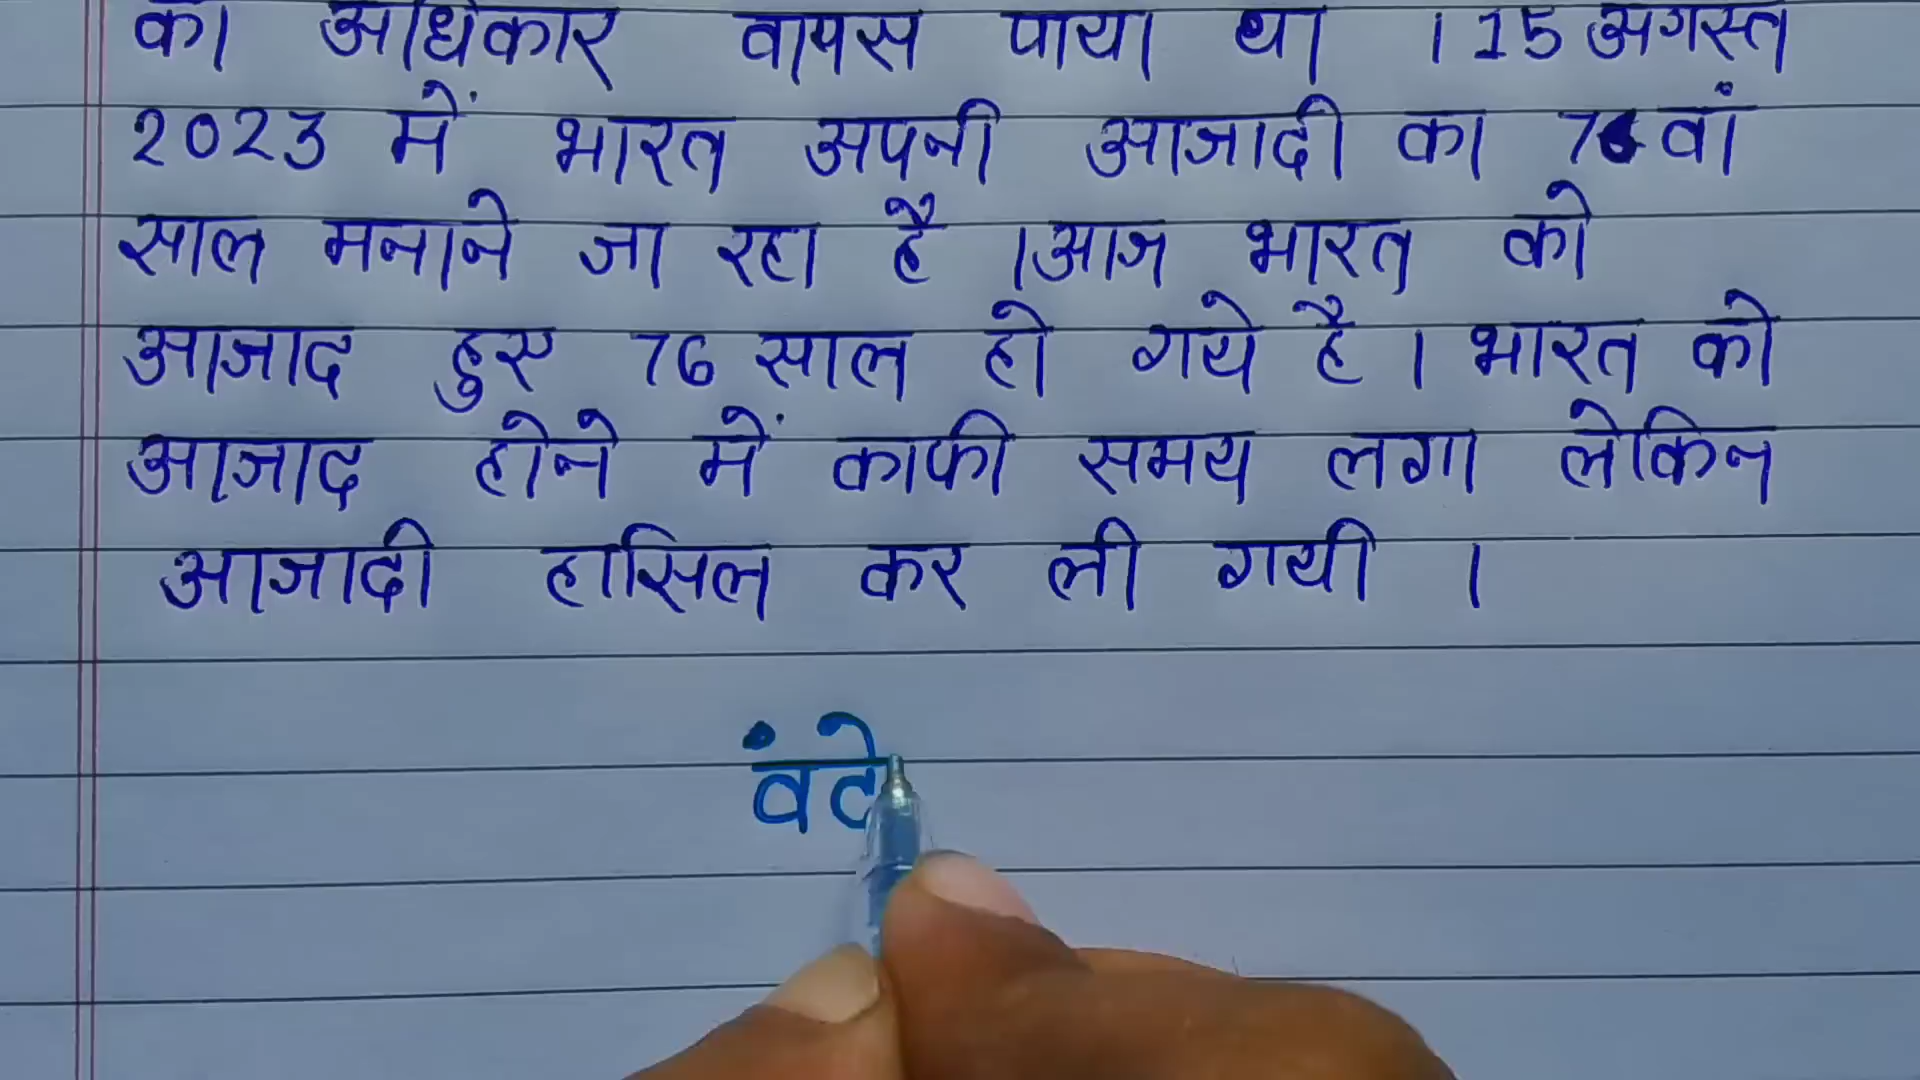 का अधिकार वापस पाया था । 15 अगस्त
2023 में भारत अपनी आजादी का 76 वां
साल मनाने जा रहा है । आज भारत को
आजाद हुए 76 साल हो गये है । भारत को
आजाद होने में काफी समय लगा लेकिन
आजादी हासिल कर ली गयी ।
वंदे